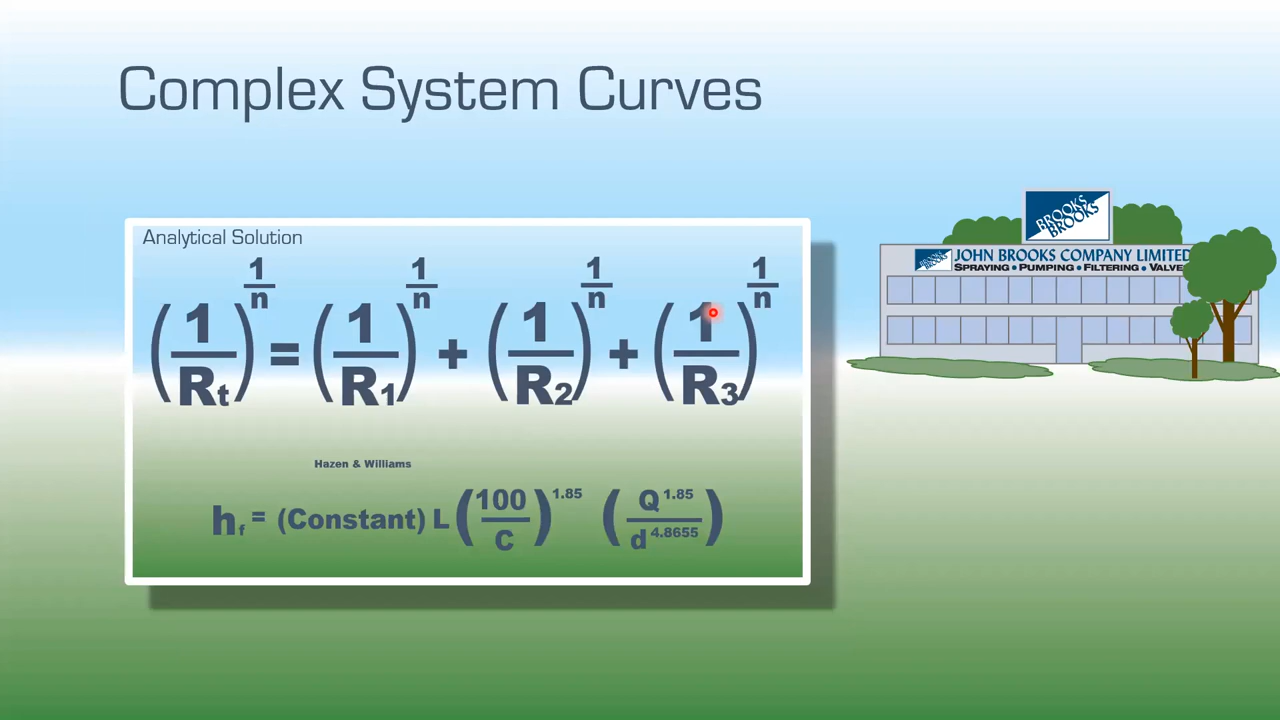 Complex System Curves
Analytical Solution
(1/Rt)^1/n = (1/R1)^1/n + (1/R2)^1/n + (1/R3)^1/n
Hazen & Williams
hf = (Constant) L (100/C)^1.85 (Q^1.85/d^4.8655)
BROOKS
BROOKS
BROOKS
BROOKS
JOHN BROOKS COMPANY LIMITED
SPRAYING • PUMPING • FILTERING • VALVE